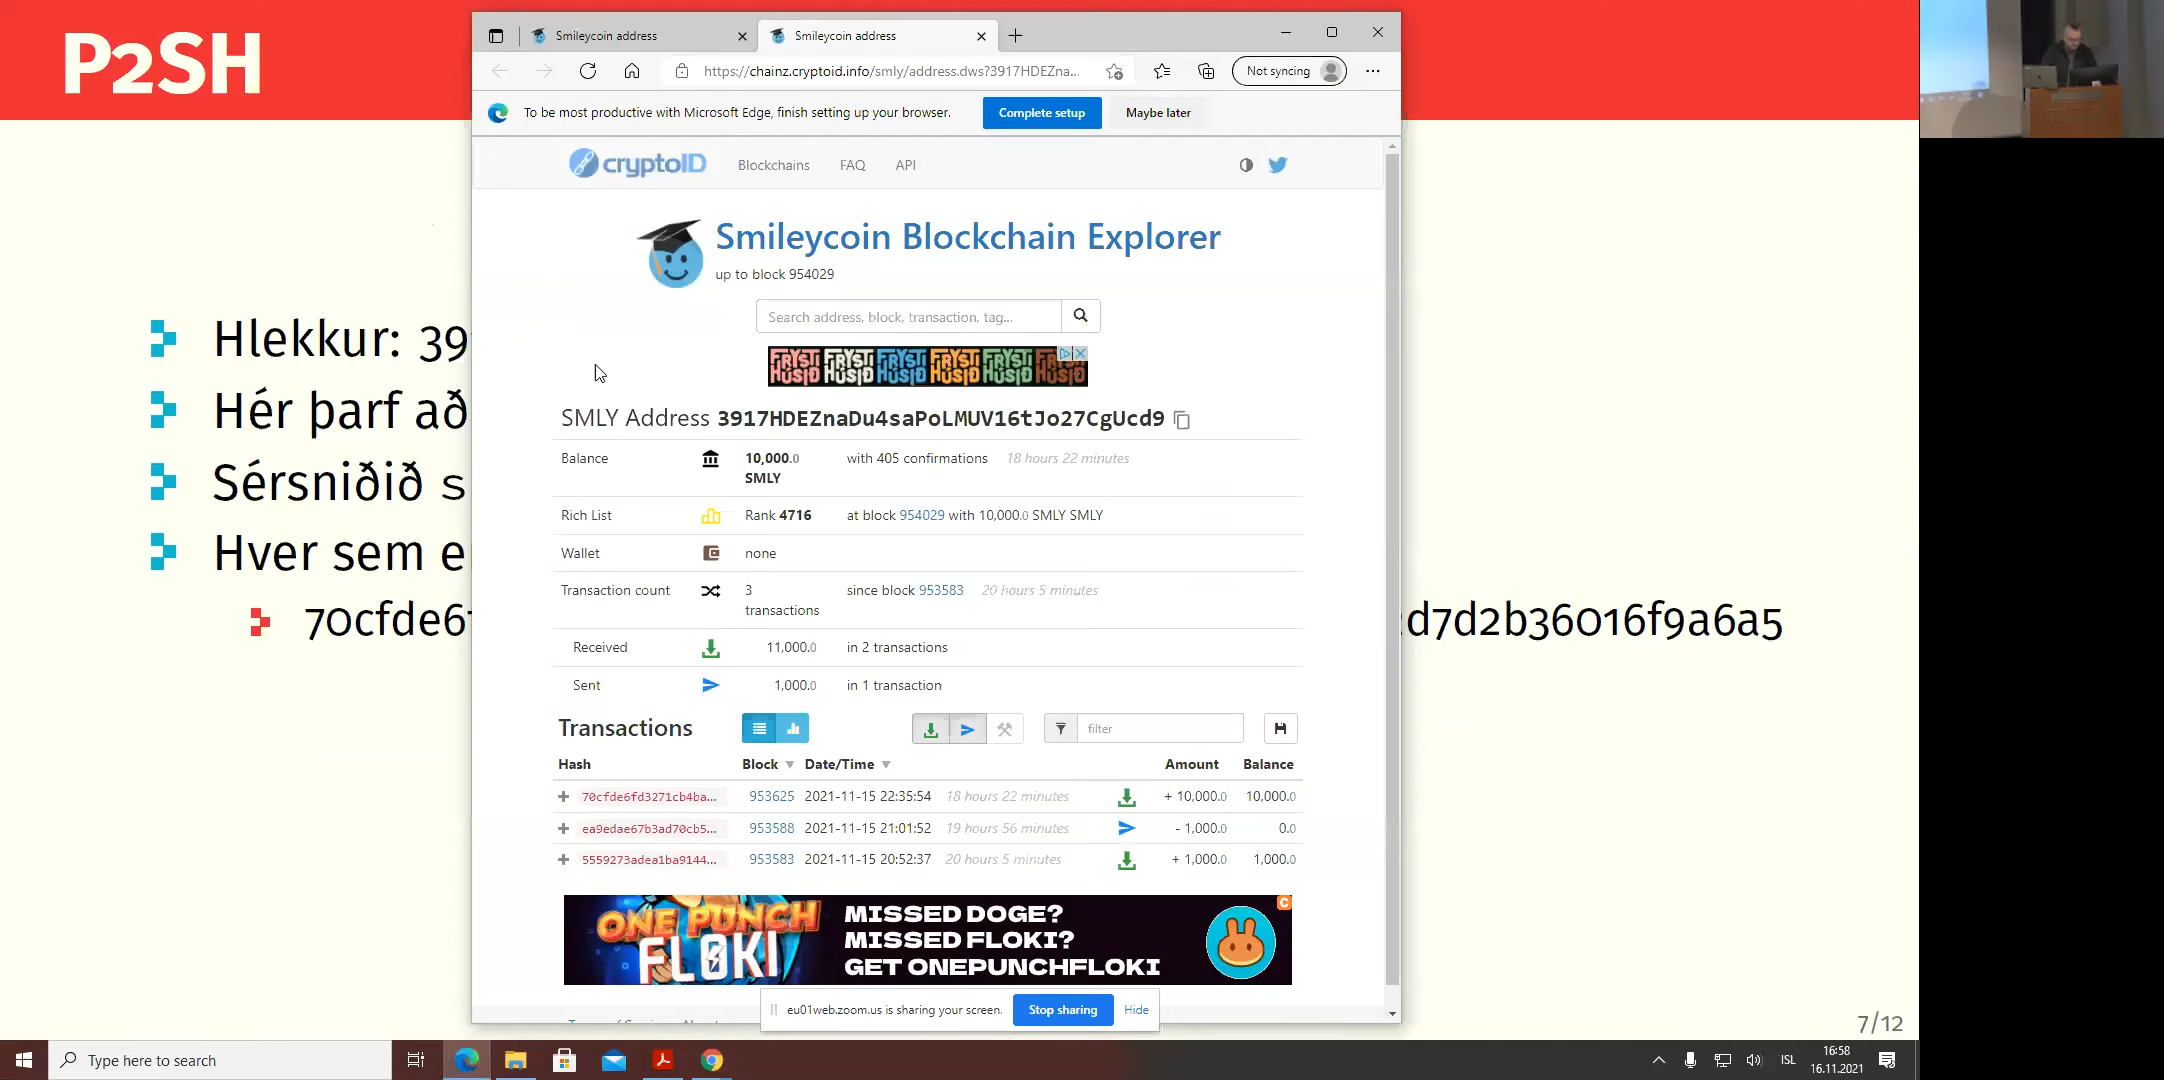 P2SH
Smileycoin address
Smileycoin address
https://chainz.cryptoid.info/smly/address.dws?3917HDEZna...
Not syncing
To be most productive with Microsoft Edge, finish setting up your browser.
Complete setup
Maybe later
cryptoID
Blockchains
FAQ
API
Smileycoin Blockchain Explorer
up to block 954029
Search address, block, transaction, tag...
FRYSTI HÚSIÐ FRYSTI HÚSIÐ FRYSTI HÚSIÐ FRYSTI HÚSIÐ FRYSTI HÚSIÐ
SMLY Address 3917HDEZnaDu4saPoLMUV16tJo27CgUcd9
Balance 10,000.0 SMLY with 405 confirmations 18 hours 22 minutes
Rich List Rank 4716 at block 954029 with 10,000.0 SMLY SMLY
Wallet none
Transaction count 3 transactions since block 953583 20 hours 5 minutes
Received 11,000.0 in 2 transactions
Sent 1,000.0 in 1 transaction
Transactions
filter
Hash Block Date/Time Amount Balance
70cfde6fd3271cb4ba... 953625 2021-11-15 22:35:54 18 hours 22 minutes + 10,000.0 10,000.0
ea9edae67b3ad70cb5... 953588 2021-11-15 21:01:52 19 hours 56 minutes - 1,000.0 0.0
5559273adea1ba9144... 953583 2021-11-15 20:52:37 20 hours 5 minutes + 1,000.0 1,000.0
ONE PUNCH
FLOKI
MISSED DOGE?
MISSED FLOKI?
GET ONEPUNCHFLOKI
eu01web.zoom.us is sharing your screen.
Stop sharing
Hide
Hlekkur: 39
Hér þarf að
Sérsniðið s
Hver sem e
70cfde6
d7d2b36016f9a6a5
7/12
Type here to search
ISL
16:58
16.11.2021